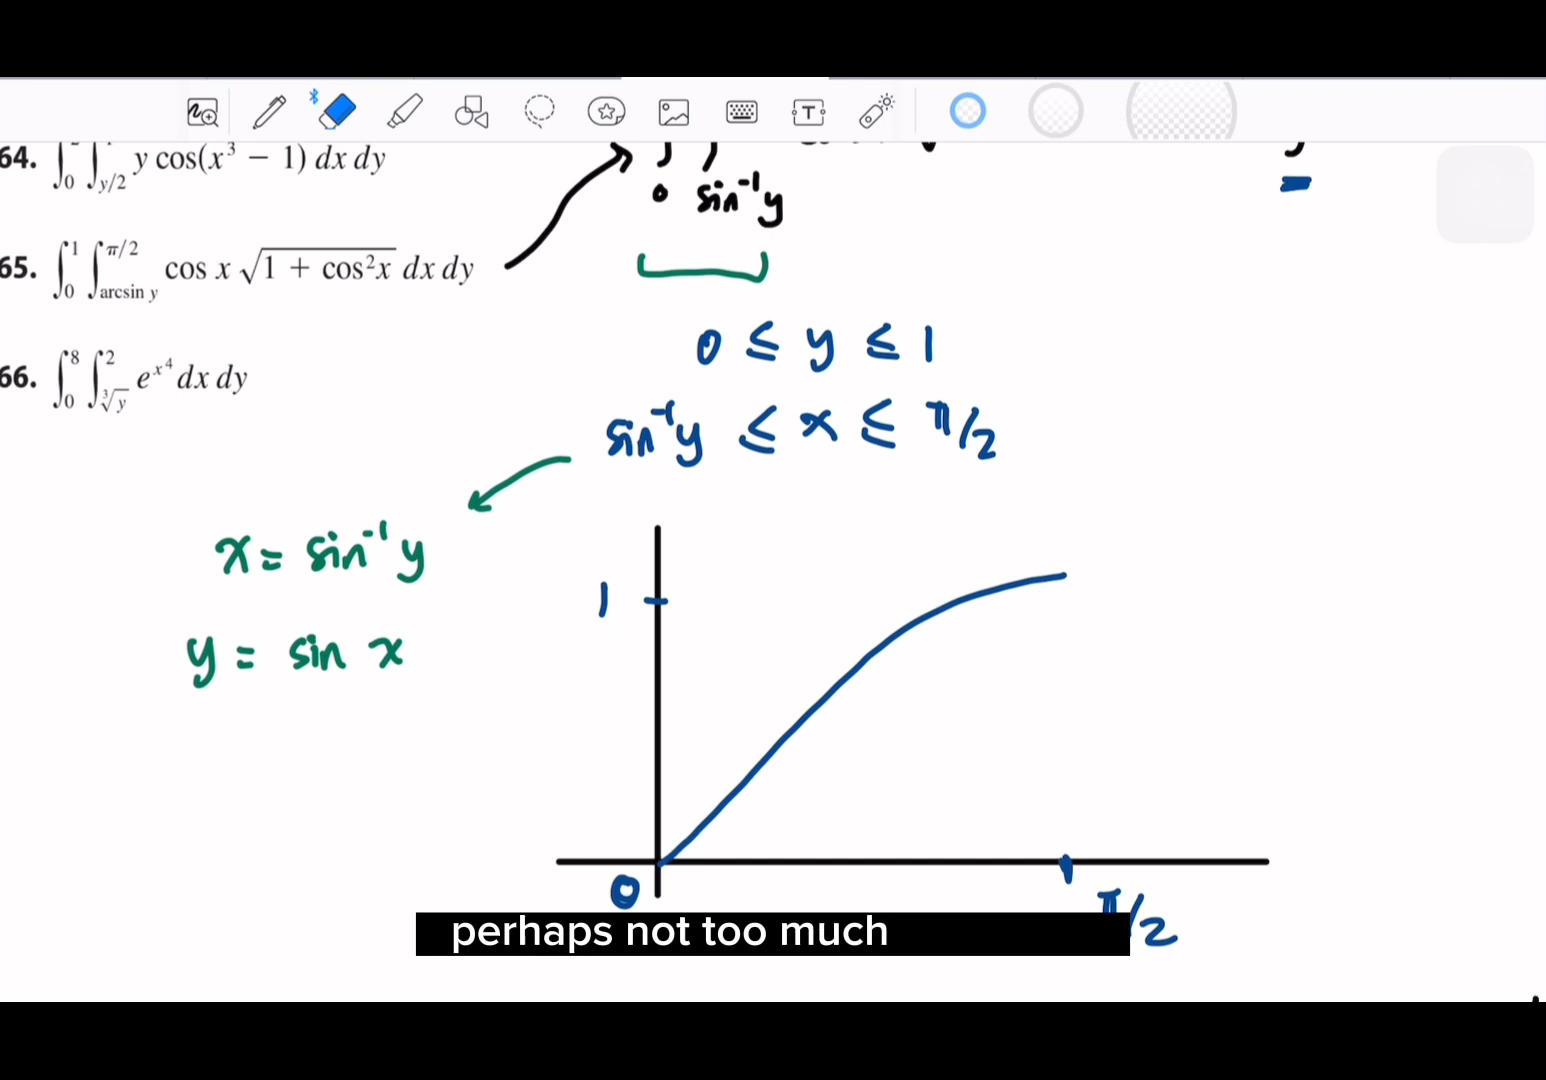 64. ∫₀ ∫_{y/2} y cos(x³ − 1) dx dy
0 sin⁻¹y
65. ∫₀¹ ∫_{arcsin y}^{π/2} cos x √(1 + cos²x) dx dy
0 ≤ y ≤ 1
66. ∫₀⁸ ∫_{∛y}² e^{x⁴} dx dy
sin⁻¹y ≤ x ≤ π/2
x = sin⁻¹ y
1
y = sin x
0
π/2
perhaps not too much